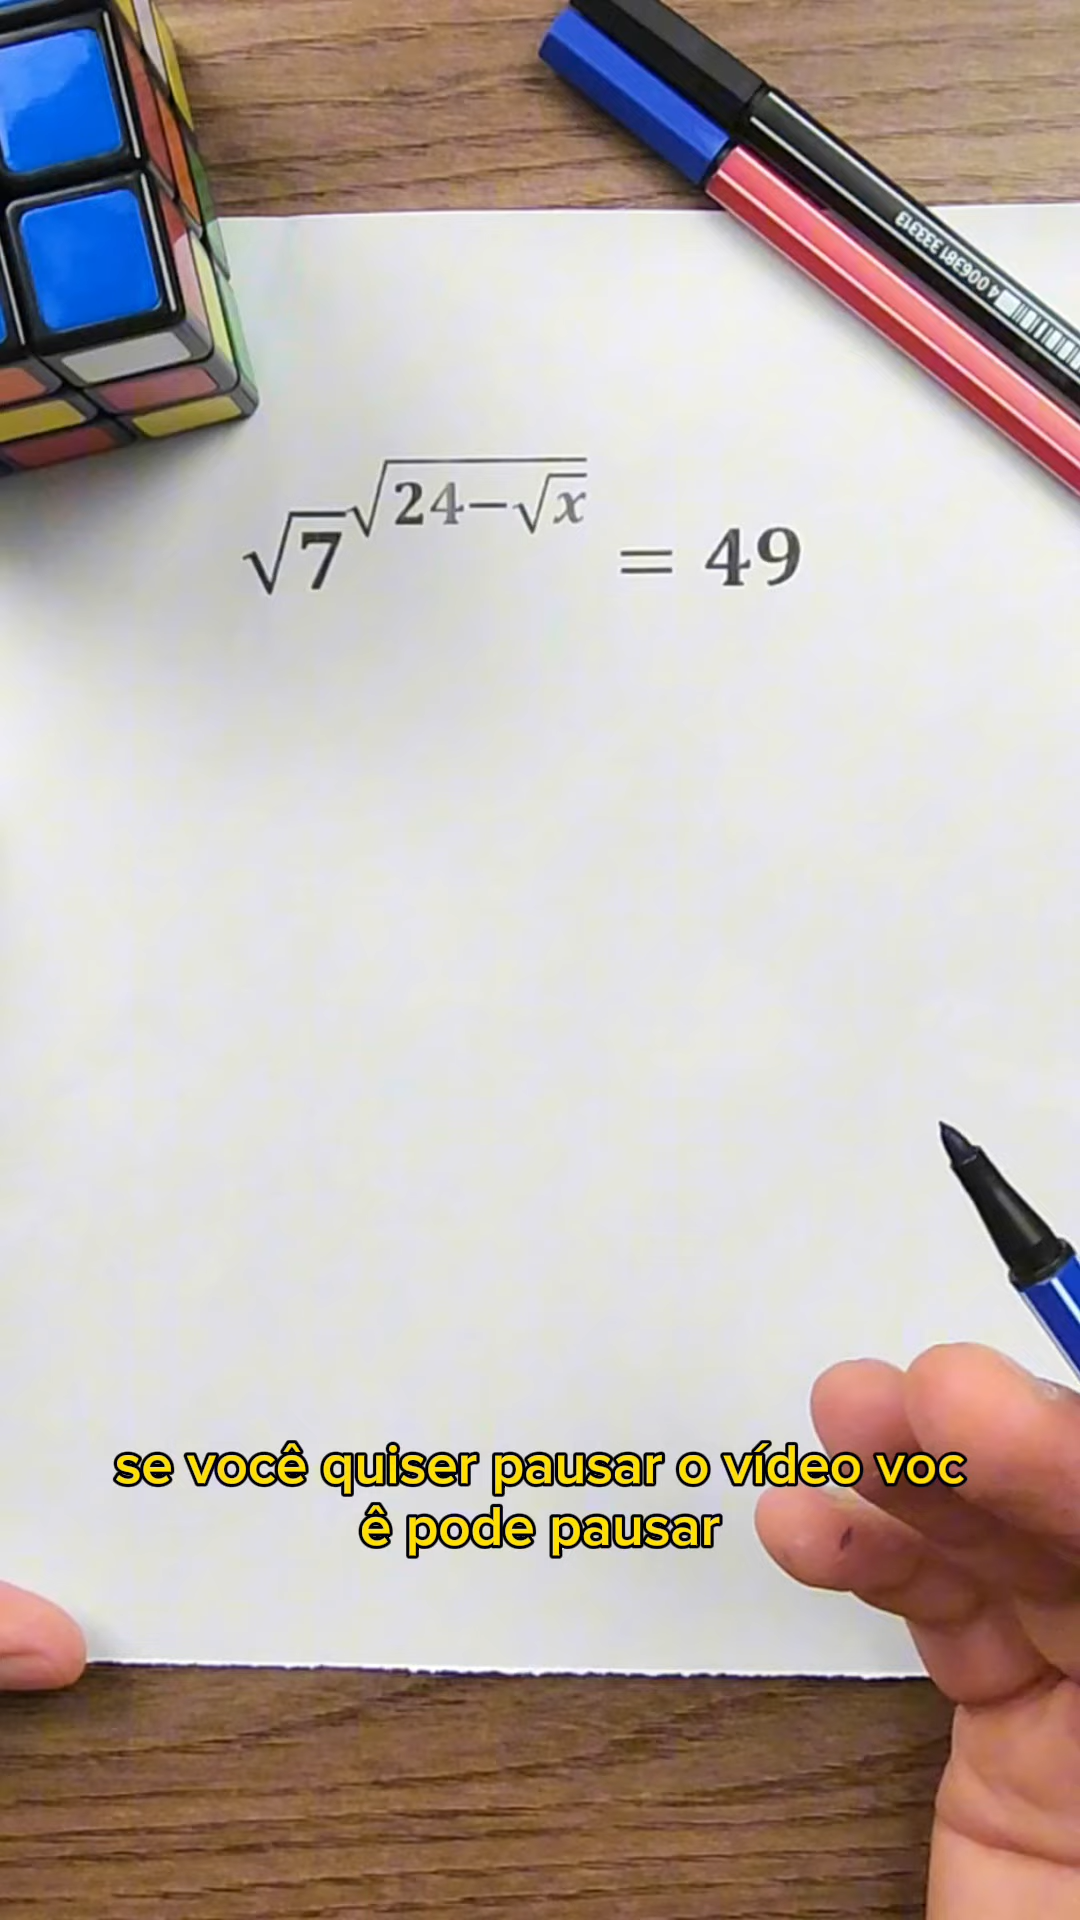 4 006381 333313
√7^√(24−√x) = 49
se você quiser pausar o vídeo voc
ê pode pausar